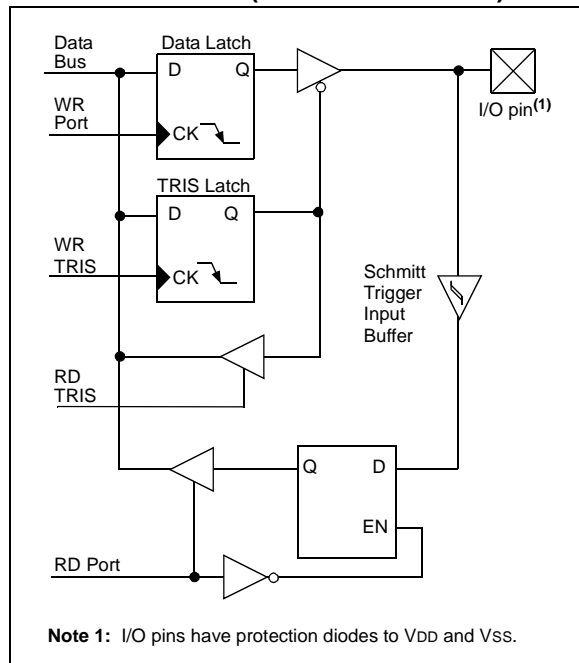 Data
Bus
Data Latch
D
Q
WR
Port
CK
I/O pin(1)
TRIS Latch
D
Q
WR
TRIS
CK
Schmitt
Trigger
Input
Buffer
RD
TRIS
Q
D
EN
RD Port
Note 1: I/O pins have protection diodes to VDD and VSS.